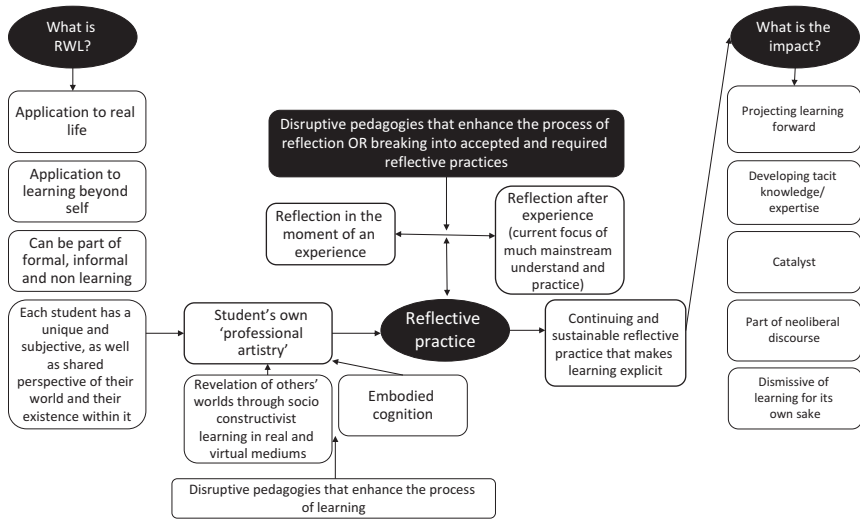 What is
RWL?
Application to real
life
Application to
learning beyond
self
Can be part of
formal, informal
and non learning
Each student has a
unique and
subjective, as well
as shared
perspective of their
world and their
existence within it
Disruptive pedagogies that enhance the process of
reflection OR breaking into accepted and required
reflective practices
Reflection in the
moment of an
experience
Reflection after
experience
(current focus of
much mainstream
understand and
practice)
Student’s own
‘professional
artistry’
Reflective
practice
Continuing and
sustainable reflective
practice that makes
learning explicit
Revelation of others’
worlds through socio
constructivist
learning in real and
virtual mediums
Embodied
cognition
Disruptive pedagogies that enhance the process
of learning
What is the
impact?
Projecting learning
forward
Developing tacit
knowledge/
expertise
Catalyst
Part of neoliberal
discourse
Dismissive of
learning for its
own sake